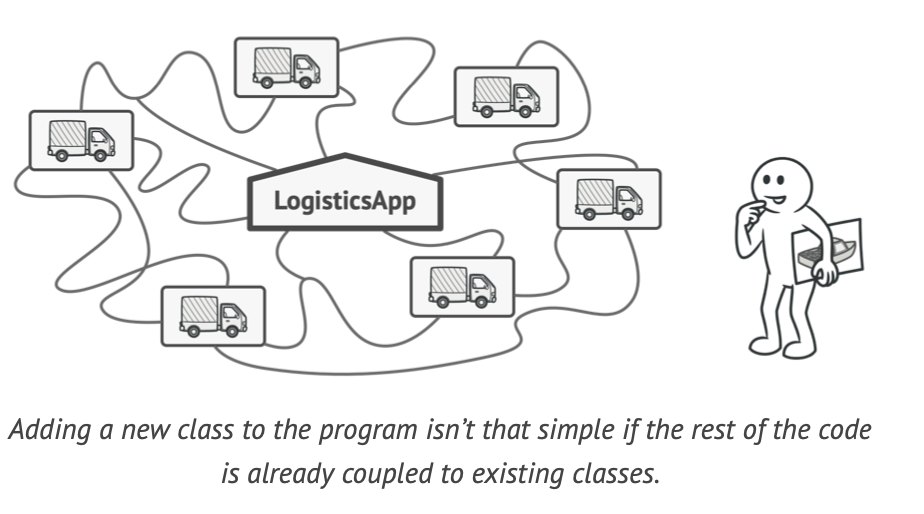 LogisticsApp
Adding a new class to the program isn’t that simple if the rest of the code
is already coupled to existing classes.